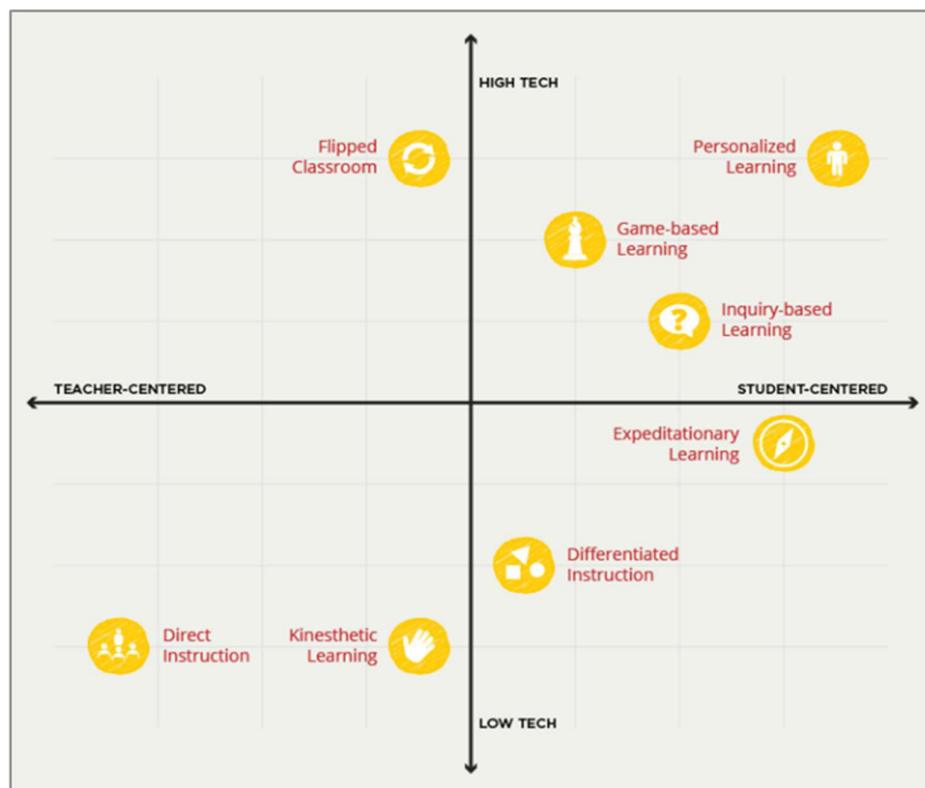 HIGH TECH
Flipped
Classroom
Personalized
Learning
Game-based
Learning
Inquiry-based
Learning
TEACHER-CENTERED
STUDENT-CENTERED
Expeditationary
Learning
Differentiated
Instruction
Direct
Instruction
Kinesthetic
Learning
LOW TECH